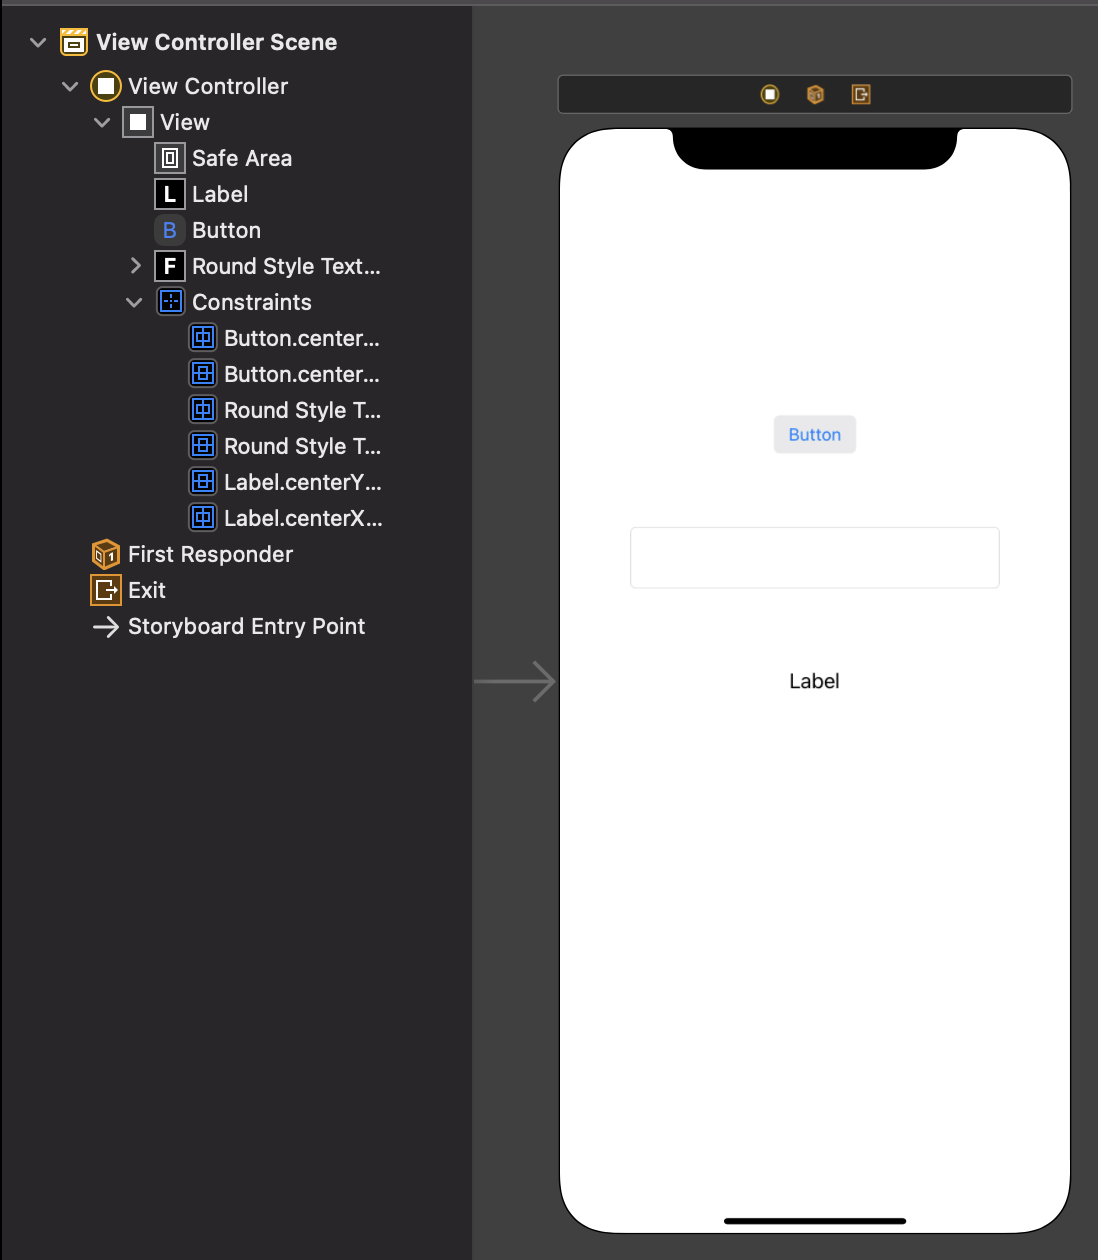 View Controller Scene
View Controller
View
Safe Area
L Label
B Button
F Round Style Text...
Constraints
Button.center...
Button.center...
Round Style T...
Round Style T...
Label.centerY...
Label.centerX...
First Responder
Exit
Storyboard Entry Point
Button
Label